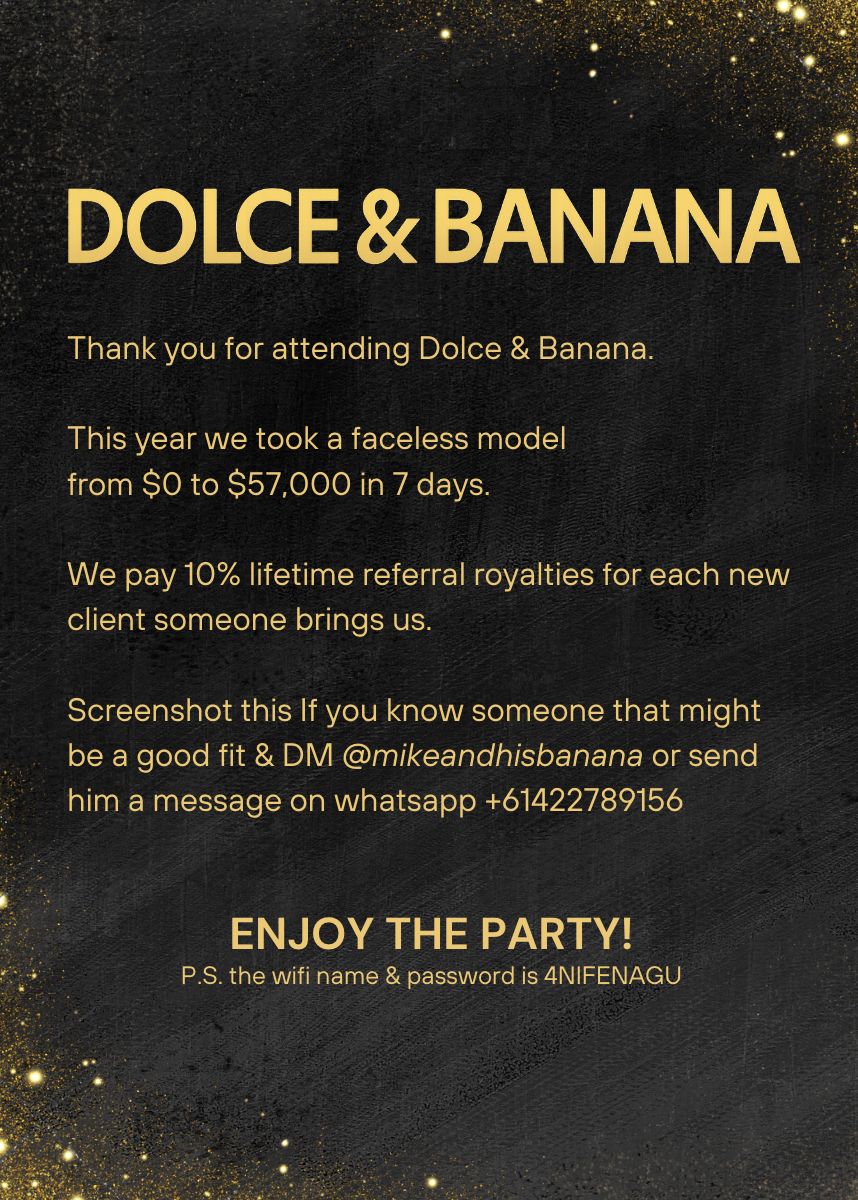 DOLCE & BANANA
Thank you for attending Dolce & Banana.
This year we took a faceless model
from $0 to $57,000 in 7 days.
We pay 10% lifetime referral royalties for each new
client someone brings us.
Screenshot this If you know someone that might
be a good fit & DM @mikeandhisbanana or send
him a message on whatsapp +61422789156
ENJOY THE PARTY!
P.S. the wifi name & password is 4NIFENAGU